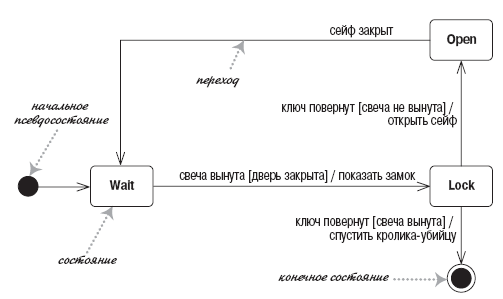 сейф закрыт
Open
переход
ключ повернут [свеча не вынута] /
открыть сейф
начальное
псевдосостояние
Wait
свеча вынута [дверь закрыта] / показать замок
Lock
ключ повернут [свеча вынута] /
спустить кролика-убийцу
состояние
конечное состояние